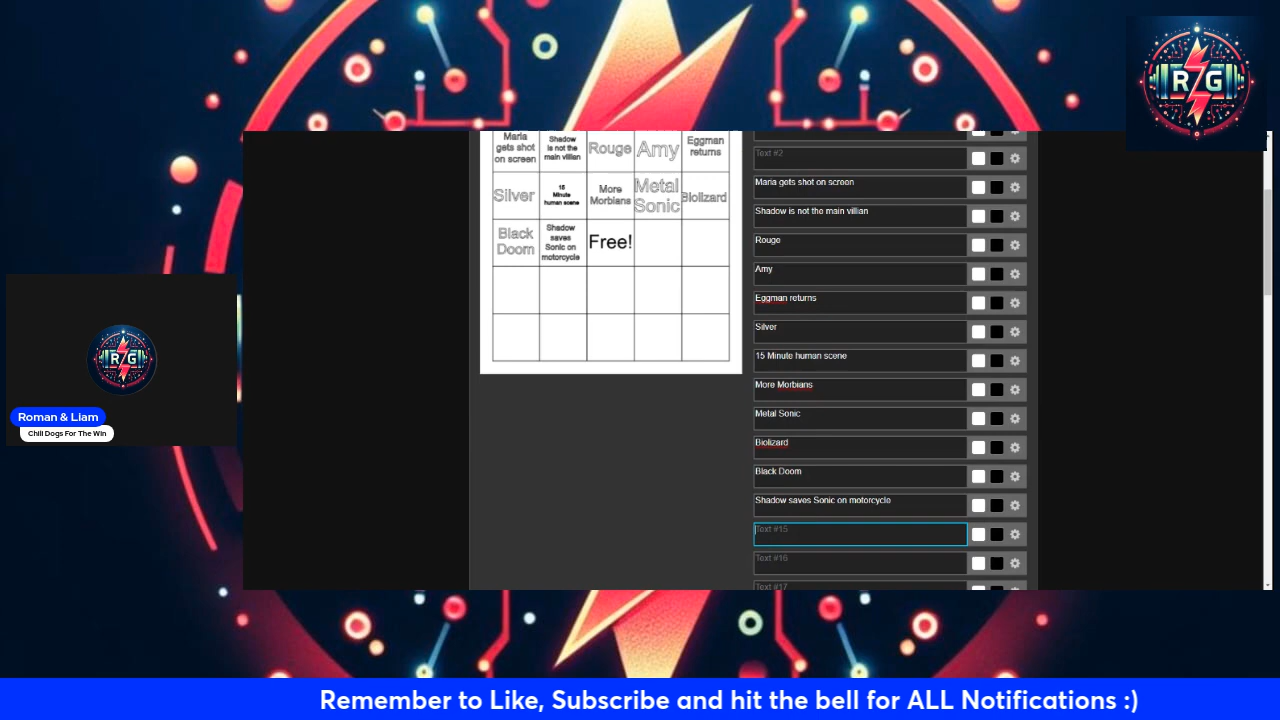 R G
Maria
gets shot
on screen
Shadow
is not the
main villian
Rouge
Amy
Eggman
returns
Silver
15
Minute
human scene
More
Morbians
Metal
Sonic
Biolizard
Black
Doom
Shadow
saves
Sonic on
motorcycle
Free!
Text #2
Maria gets shot on screen
Shadow is not the main villian
Rouge
Amy
Eggman returns
Silver
15 Minute human scene
More Morbians
Metal Sonic
Biolizard
Black Doom
Shadow saves Sonic on motorcycle
Text #15
Text #16
Text #17
R G
Roman & Liam
Chili Dogs For The Win
Remember to Like, Subscribe and hit the bell for ALL Notifications :)